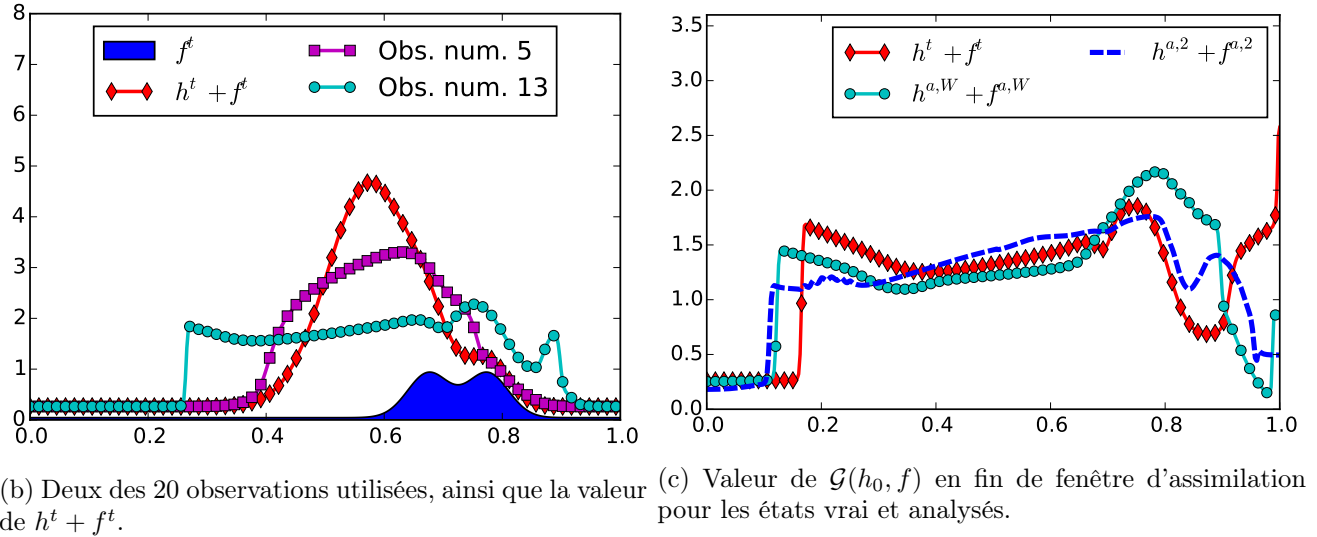 8
7
6
5
4
3
2
1
0
0.0 0.2 0.4 0.6 0.8 1.0
f^t
h^t + f^t
Obs. num. 5
Obs. num. 13
(b) Deux des 20 observations utilisées, ainsi que la valeur
de h^t + f^t.
3.5
3.0
2.5
2.0
1.5
1.0
0.5
0.0
0.0 0.2 0.4 0.6 0.8 1.0
h^t + f^t
h^{a,W} + f^{a,W}
h^{a,2} + f^{a,2}
(c) Valeur de 𝒢(h₀, f) en fin de fenêtre d'assimilation
pour les états vrai et analysés.